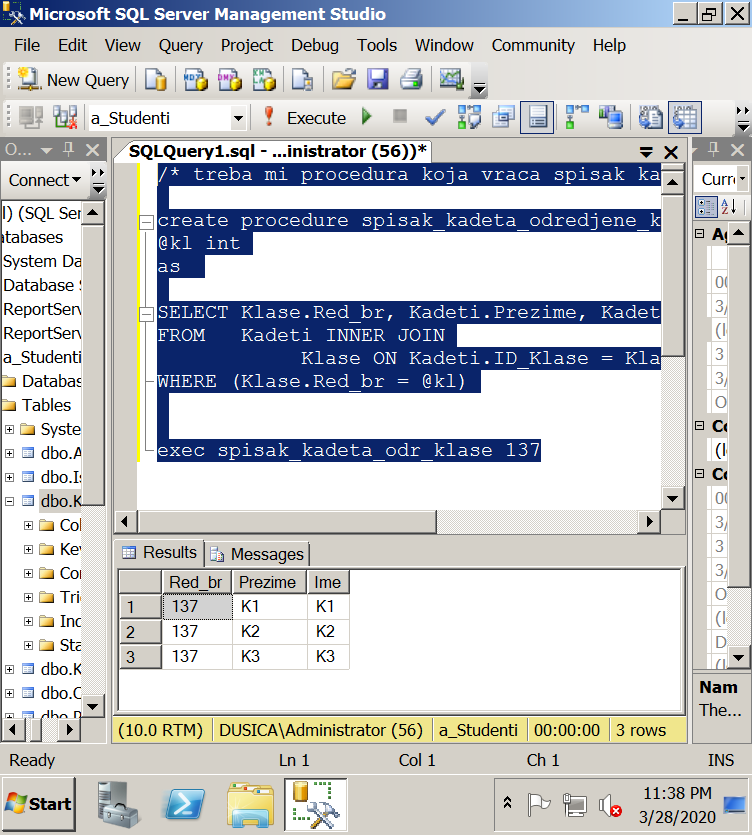 Microsoft SQL Server Management Studio
File Edit View Query Project Debug Tools Window Community Help
New Query
a_Studenti Execute
O...
SQLQuery1.sql - ...inistrator (56))*
Connect
l) (SQL Ser
atabases
System Da
Database S
ReportServ
ReportServ
a_Studenti
Databas
Tables
Syste
dbo.A
dbo.Is
dbo.K
Col
Key
Con
Trig
Ind
Sta
dbo.K
dbo.C
dbo.P
/* treba mi procedura koja vraca spisak ka
create procedure spisak_kadeta_odredjene_k
@kl int
as
SELECT Klase.Red_br, Kadeti.Prezime, Kadet
FROM Kadeti INNER JOIN
Klase ON Kadeti.ID_Klase = Kla
WHERE (Klase.Red_br = @kl)
exec spisak_kadeta_odr_klase 137
Curre
Ag
00
3/
(l
3
3/
O
Co
(l
Co
00
3/
3
3/
O
(l
D
(l
Nam
The...
Results Messages
Red_br Prezime Ime
1 137 K1 K1
2 137 K2 K2
3 137 K3 K3
(10.0 RTM) DUSICA\Administrator (56) a_Studenti 00:00:00 3 rows
Ready Ln 1 Col 1 Ch 1 INS
Start
11:38 PM
3/28/2020